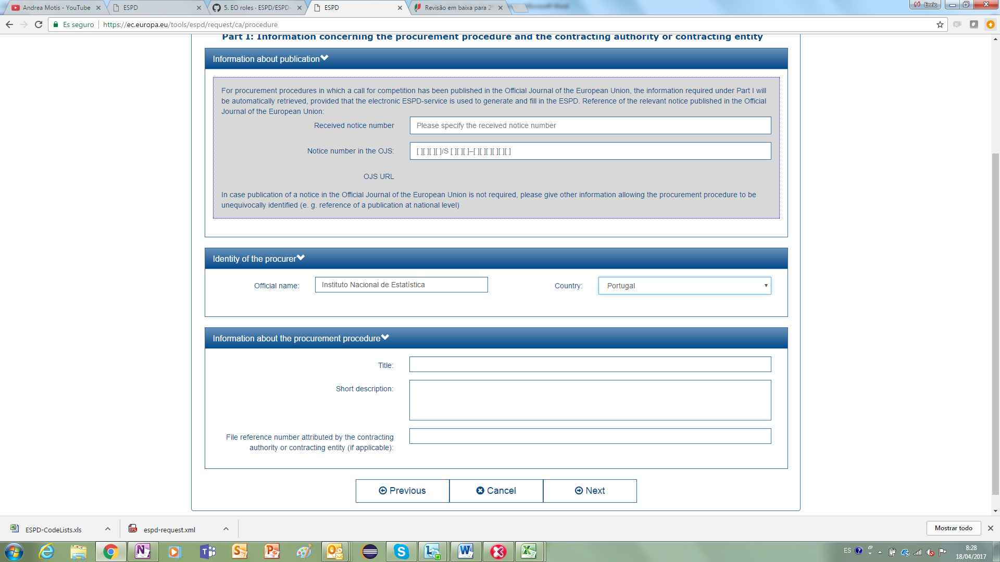 Andrea Motis - YouTube
ESPD
5. EO roles · ESPD/ESPD-
ESPD
Revisão em baixa para 2º
Microsoft Word
Enric
Es seguro
https://ec.europa.eu/tools/espd/request/ca/procedure
Part I: Information concerning the procurement procedure and the contracting authority or contracting entity
Information about publication
For procurement procedures in which a call for competition has been published in the Official Journal of the European Union, the information required under Part I will
be automatically retrieved, provided that the electronic ESPD-service is used to generate and fill in the ESPD. Reference of the relevant notice published in the Official
Journal of the European Union:
Received notice number
Please specify the received notice number
Notice number in the OJS:
[ ][ ][ ][ ]/S [ ][ ][ ]–[ ][ ][ ][ ][ ][ ][ ]
OJS URL
In case publication of a notice in the Official Journal of the European Union is not required, please give other information allowing the procurement procedure to be
unequivocally identified (e. g. reference of a publication at national level)
Identity of the procurer
Official name:
Instituto Nacional de Estatística
Country:
Portugal
Information about the procurement procedure
Title:
Short description:
File reference number attributed by the contracting
authority or contracting entity (if applicable):
Previous
Cancel
Next
ESPD-CodeLists.xls
espd-request.xml
Mostrar todo
ES
8:28
18/04/2017